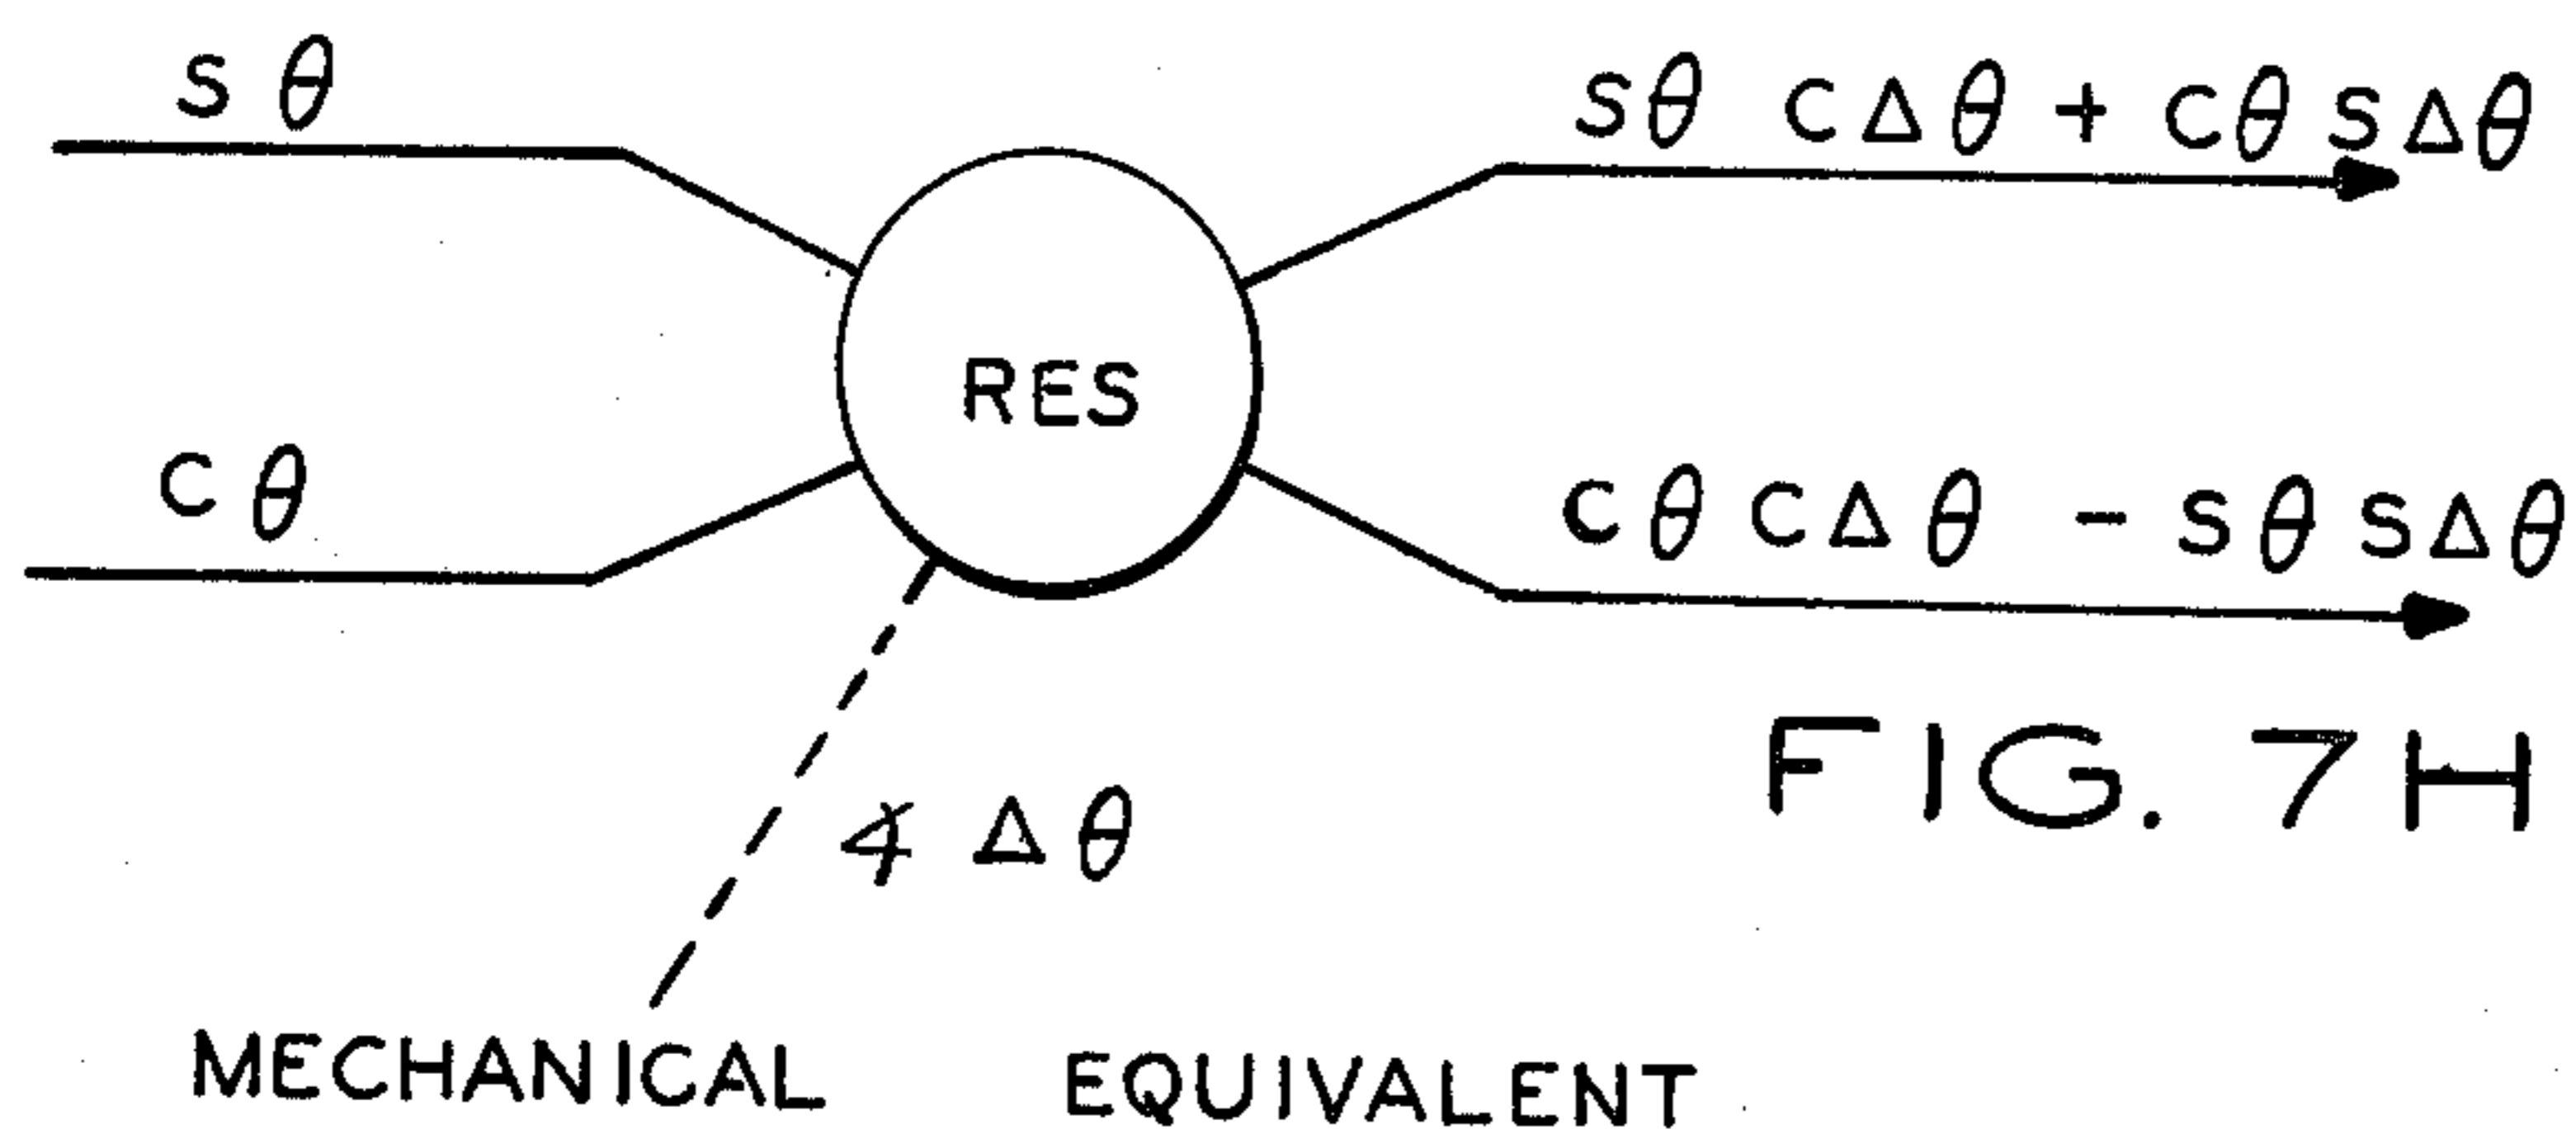 S θ
Sθ CΔθ + Cθ SΔθ
RES
C θ
Cθ CΔθ - Sθ SΔθ
FIG. 7H
∡ Δθ
MECHANICAL EQUIVALENT